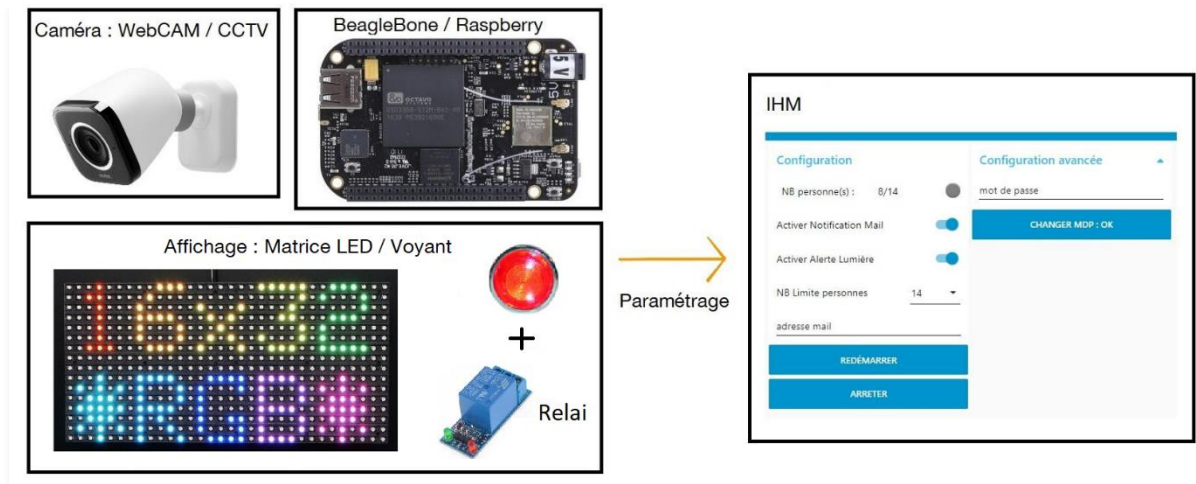 Caméra : WebCAM / CCTV
BeagleBone / Raspberry
OCTAVO
5 V
Affichage : Matrice LED / Voyant
16x32
*RGB*
+
Relai
Paramétrage
IHM
Configuration
NB personne(s) : 8/14
Activer Notification Mail
Activer Alerte Lumière
NB Limite personnes 14
adresse mail
REDÉMARRER
ARRETER
Configuration avancée
mot de passe
CHANGER MDP : OK